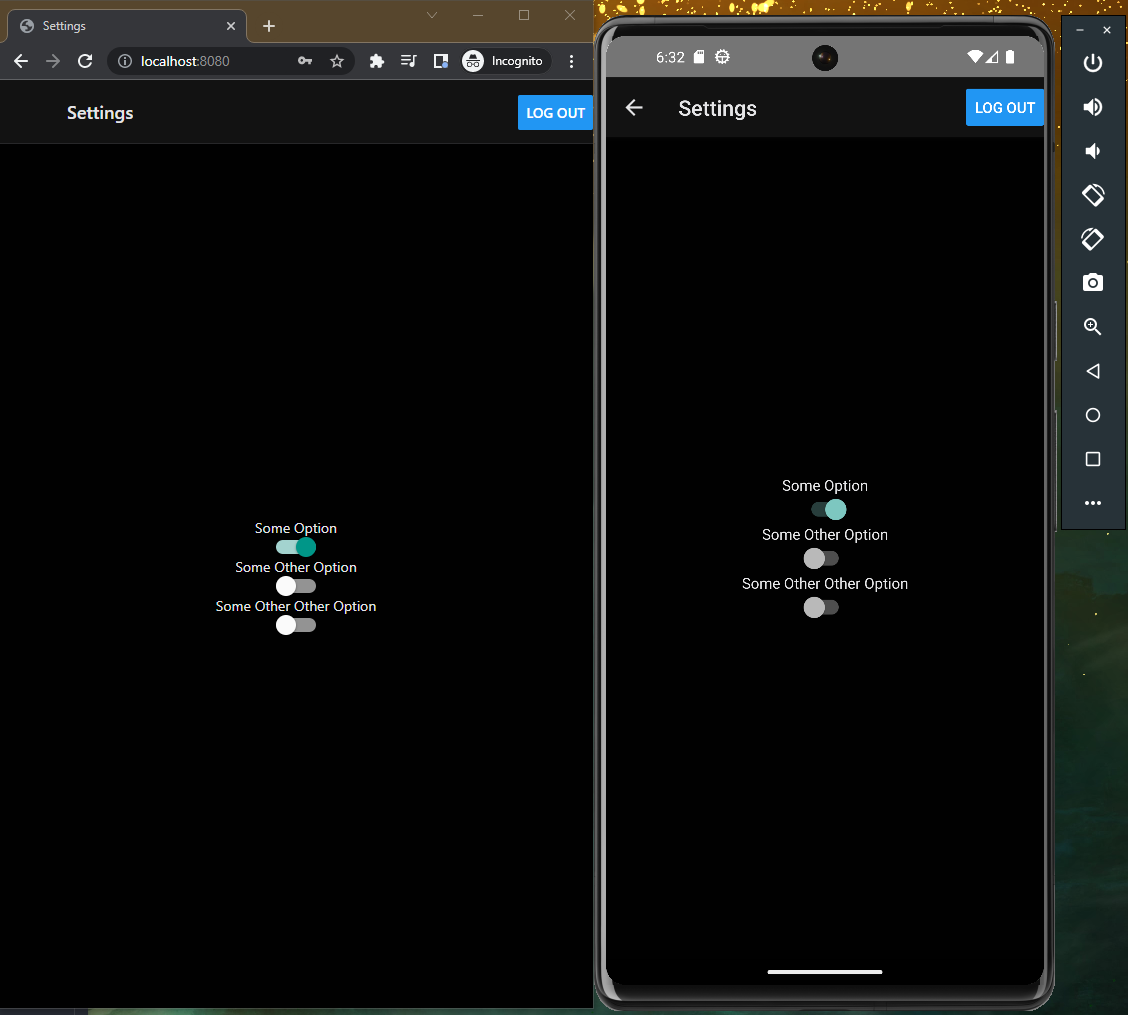 Settings
localhost:8080
Incognito
Settings
LOG OUT
Some Option
Some Other Option
Some Other Other Option
6:32
Settings
LOG OUT
Some Option
Some Other Option
Some Other Other Option